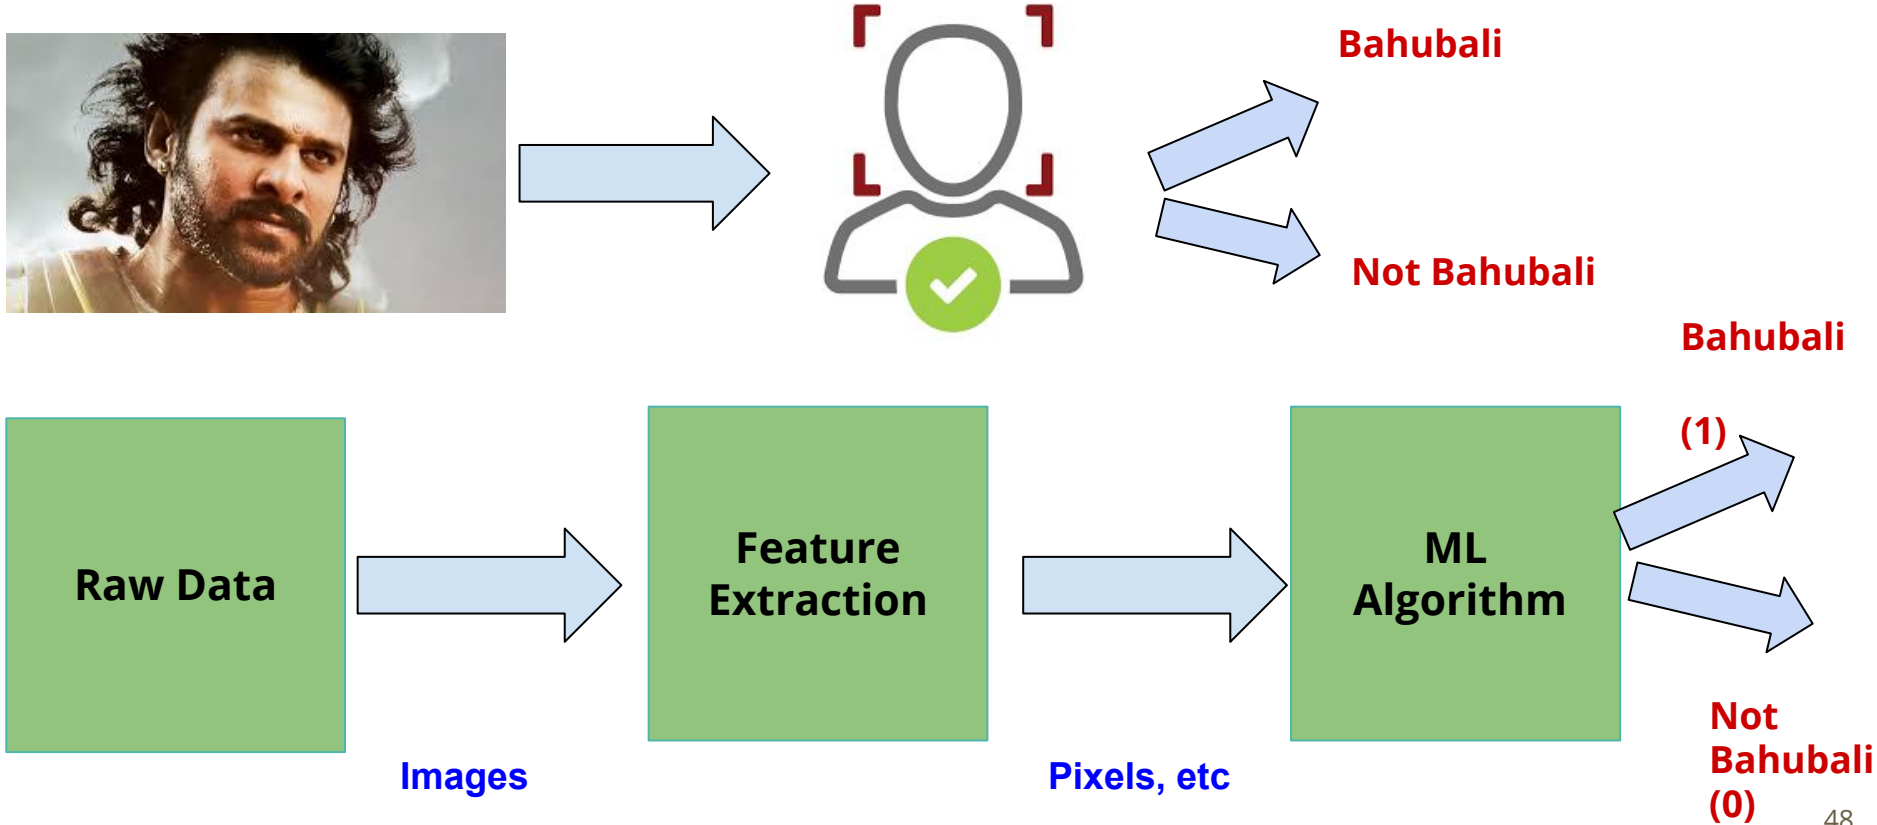 Bahubali
Not Bahubali
Bahubali
(1)
Raw Data
Feature
Extraction
ML
Algorithm
Images
Pixels, etc
Not
Bahubali
(0)
48